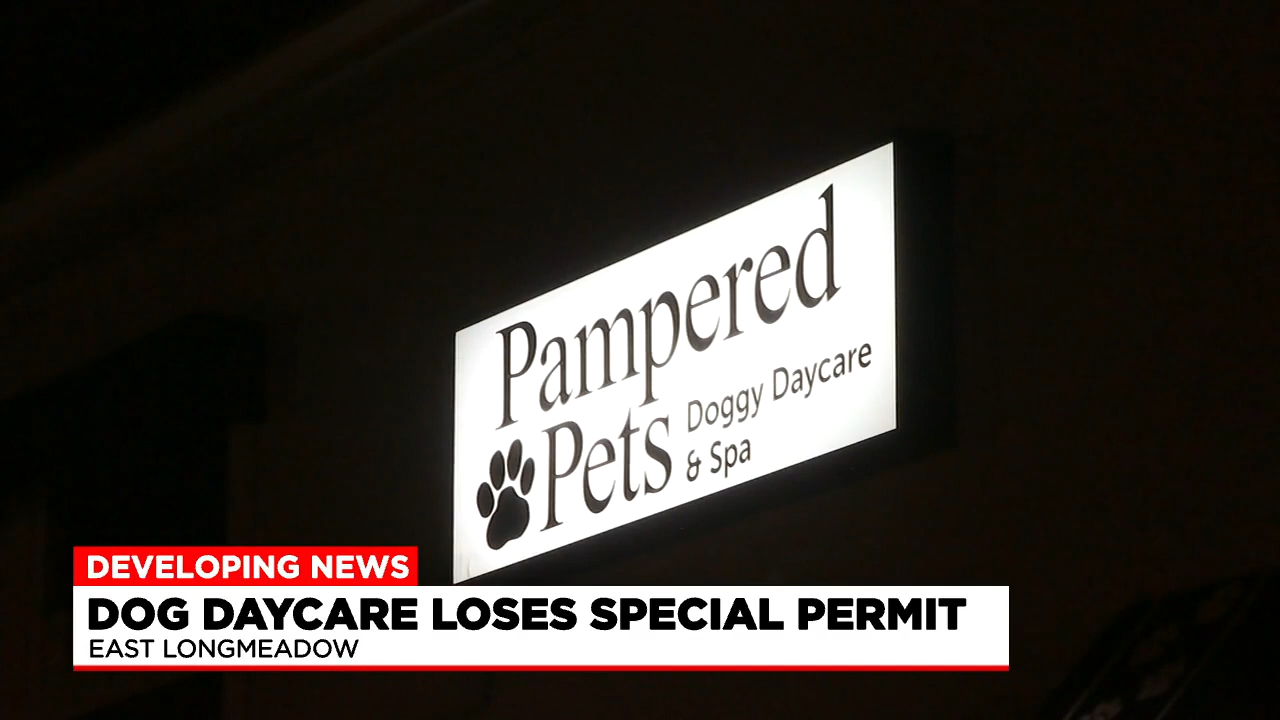 Pampered
Pets
Doggy Daycare
& Spa
DEVELOPING NEWS
DOG DAYCARE LOSES SPECIAL PERMIT
EAST LONGMEADOW